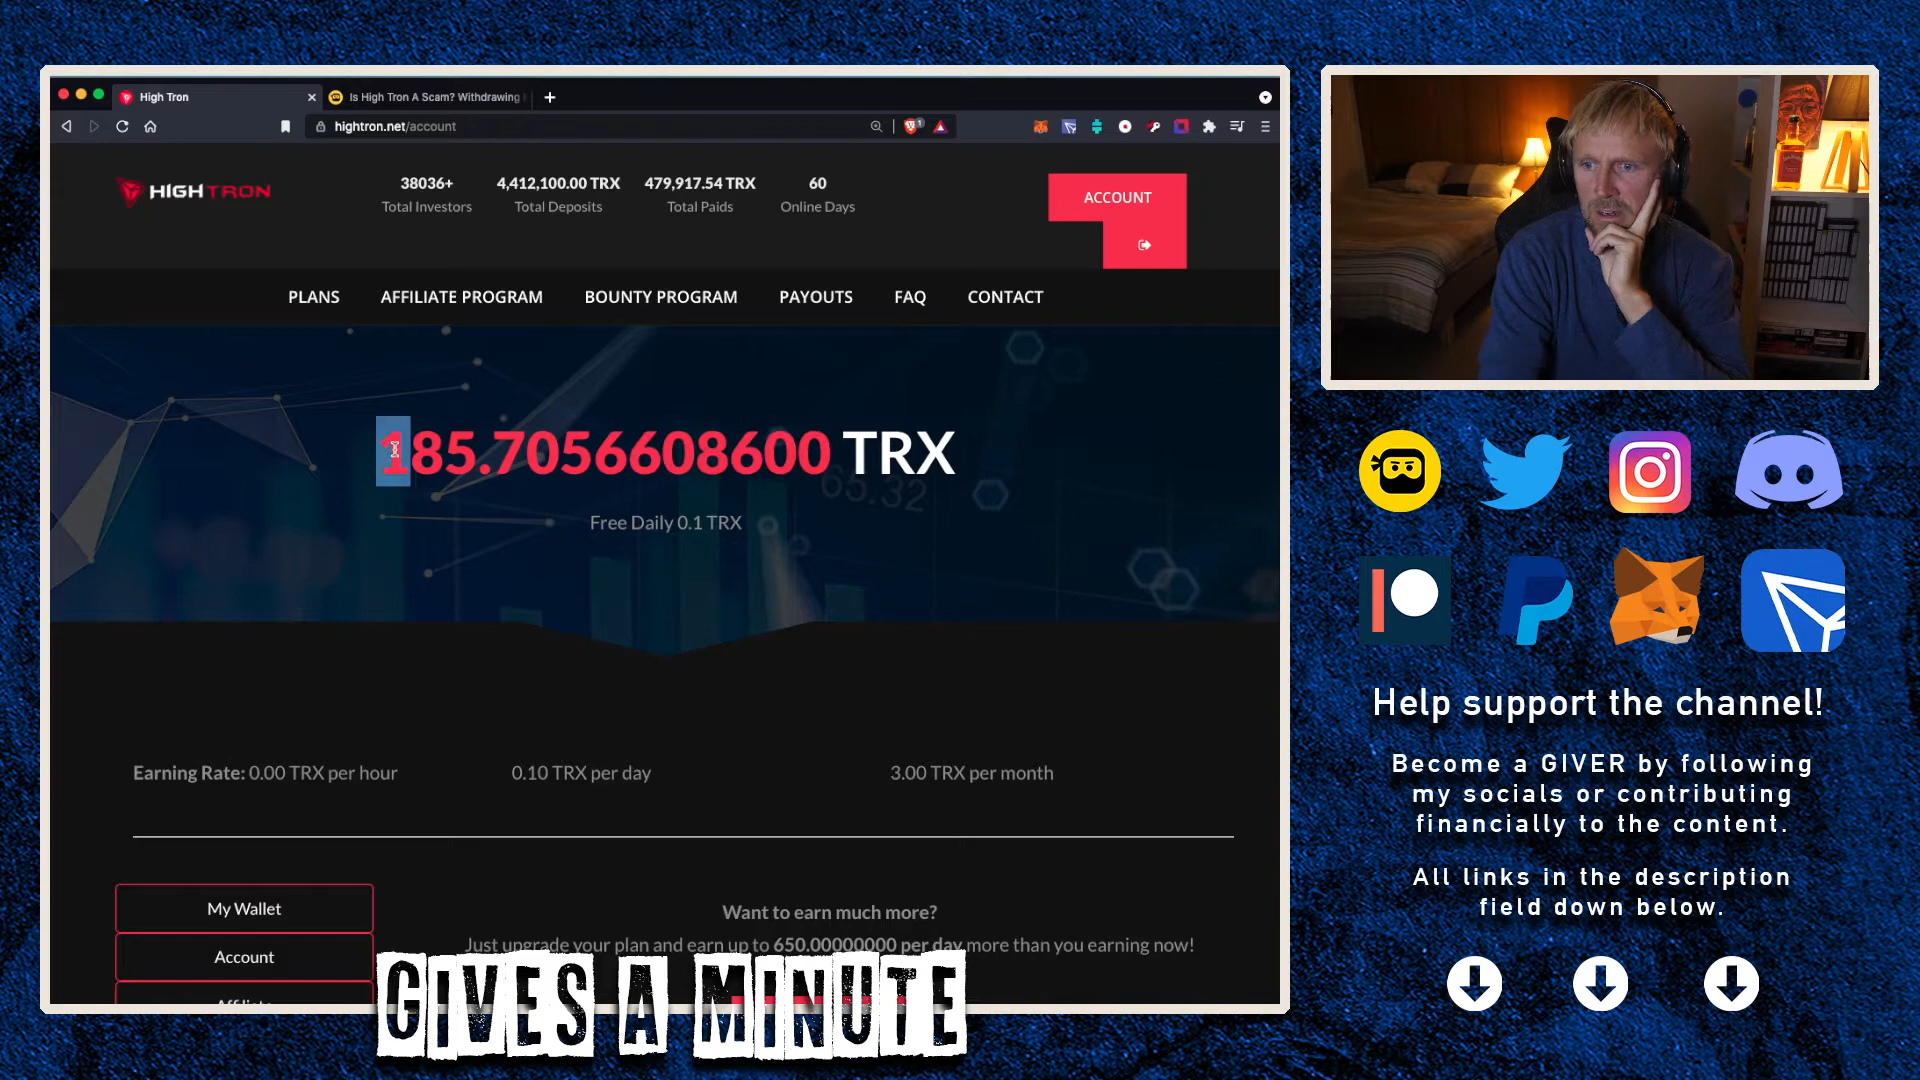 High Tron
Is High Tron A Scam? Withdrawing
hightron.net/account
HIGHTRON
38036+
Total Investors
4,412,100.00 TRX
Total Deposits
479,917.54 TRX
Total Paids
60
Online Days
ACCOUNT
PLANS
AFFILIATE PROGRAM
BOUNTY PROGRAM
PAYOUTS
FAQ
CONTACT
185.7056608600 TRX
65.32
Free Daily 0.1 TRX
Earning Rate: 0.00 TRX per hour
0.10 TRX per day
3.00 TRX per month
My Wallet
Account
Want to earn much more?
Just upgrade your plan and earn up to 650.00000000 per day more than you earning now!
GIVES A MINUTE
Help support the channel!
Become a GIVER by following
my socials or contributing
financially to the content.
All links in the description
field down below.